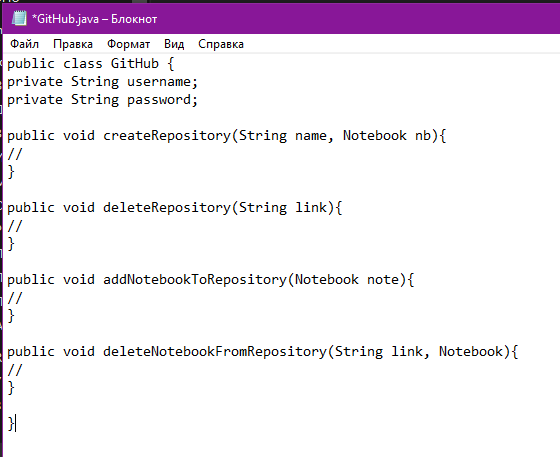 *GitHub.java – Блокнот
Файл Правка Формат Вид Справка
public class GitHub {
private String username;
private String password;
public void createRepository(String name, Notebook nb){
//
}
public void deleteRepository(String link){
//
}
public void addNotebookToRepository(Notebook note){
//
}
public void deleteNotebookFromRepository(String link, Notebook){
//
}
}